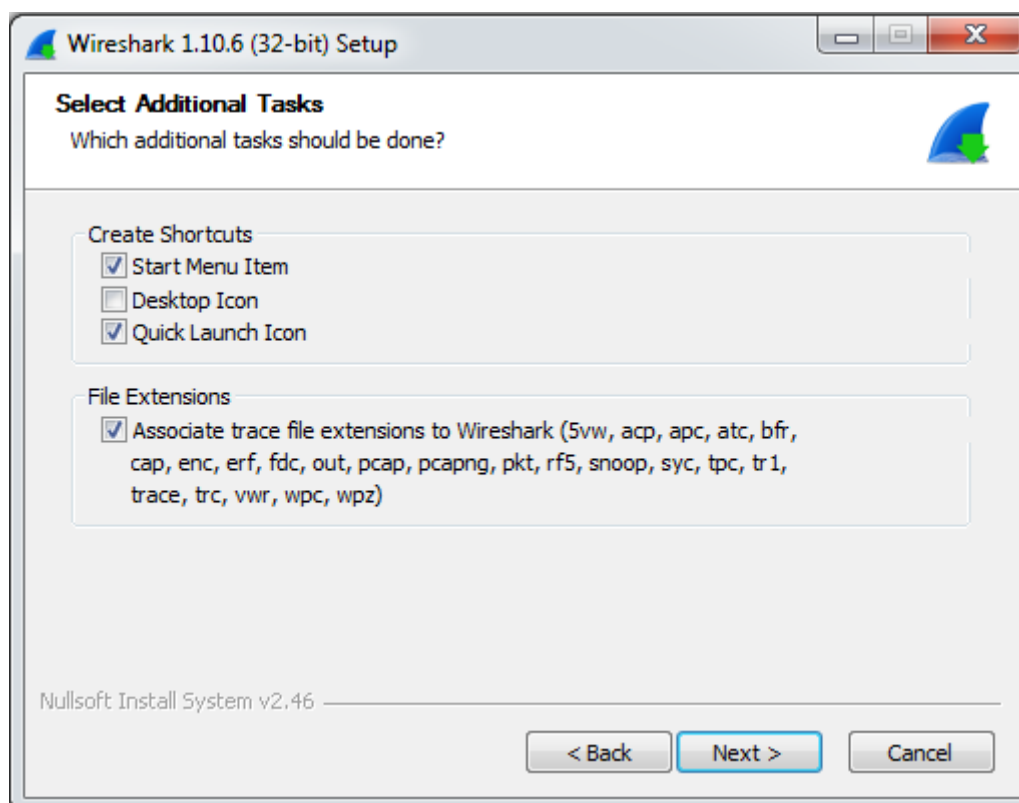 Wireshark 1.10.6 (32-bit) Setup
Select Additional Tasks
Which additional tasks should be done?
Create Shortcuts
Start Menu Item
Desktop Icon
Quick Launch Icon
File Extensions
Associate trace file extensions to Wireshark (5vw, acp, apc, atc, bfr,
cap, enc, erf, fdc, out, pcap, pcapng, pkt, rf5, snoop, syc, tpc, tr1,
trace, trc, vwr, wpc, wpz)
Nullsoft Install System v2.46
< Back Next > Cancel